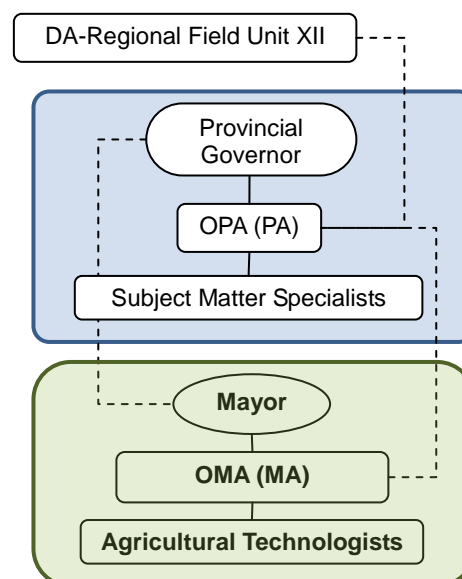 DA-Regional Field Unit XII
Provincial
Governor
OPA (PA)
Subject Matter Specialists
Mayor
OMA (MA)
Agricultural Technologists